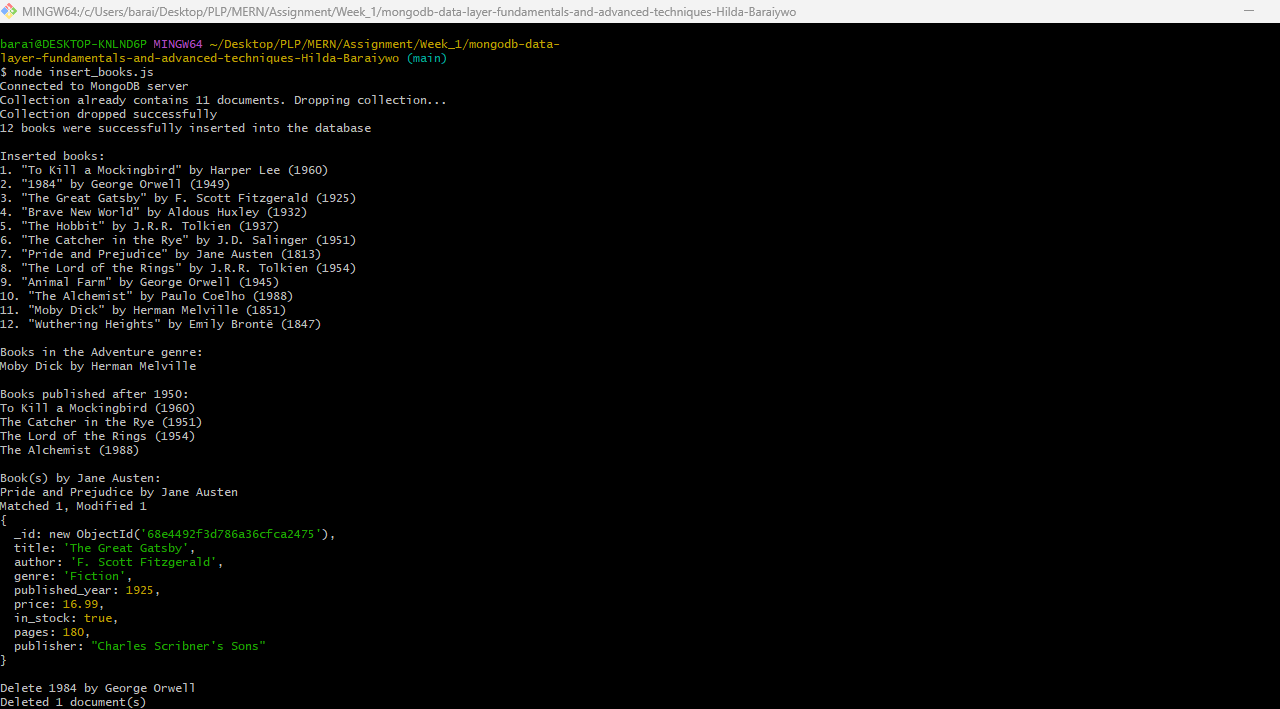 MINGW64:/c/Users/barai/Desktop/PLP/MERN/Assignment/Week_1/mongodb-data-layer-fundamentals-and-advanced-techniques-Hilda-Baraiywo
barai@DESKTOP-KNLND6P MINGW64 ~/Desktop/PLP/MERN/Assignment/Week_1/mongodb-data-
layer-fundamentals-and-advanced-techniques-Hilda-Baraiywo (main)
$ node insert_books.js
Connected to MongoDB server
Collection already contains 11 documents. Dropping collection...
Collection dropped successfully
12 books were successfully inserted into the database
Inserted books:
1. "To Kill a Mockingbird" by Harper Lee (1960)
2. "1984" by George Orwell (1949)
3. "The Great Gatsby" by F. Scott Fitzgerald (1925)
4. "Brave New World" by Aldous Huxley (1932)
5. "The Hobbit" by J.R.R. Tolkien (1937)
6. "The Catcher in the Rye" by J.D. Salinger (1951)
7. "Pride and Prejudice" by Jane Austen (1813)
8. "The Lord of the Rings" by J.R.R. Tolkien (1954)
9. "Animal Farm" by George Orwell (1945)
10. "The Alchemist" by Paulo Coelho (1988)
11. "Moby Dick" by Herman Melville (1851)
12. "Wuthering Heights" by Emily Brontë (1847)
Books in the Adventure genre:
Moby Dick by Herman Melville
Books published after 1950:
To Kill a Mockingbird (1960)
The Catcher in the Rye (1951)
The Lord of the Rings (1954)
The Alchemist (1988)
Book(s) by Jane Austen:
Pride and Prejudice by Jane Austen
Matched 1, Modified 1
{
  _id: new ObjectId('68e4492f3d786a36cfca2475'),
  title: 'The Great Gatsby',
  author: 'F. Scott Fitzgerald',
  genre: 'Fiction',
  published_year: 1925,
  price: 16.99,
  in_stock: true,
  pages: 180,
  publisher: "Charles Scribner's Sons"
}
Delete 1984 by George Orwell
Deleted 1 document(s)